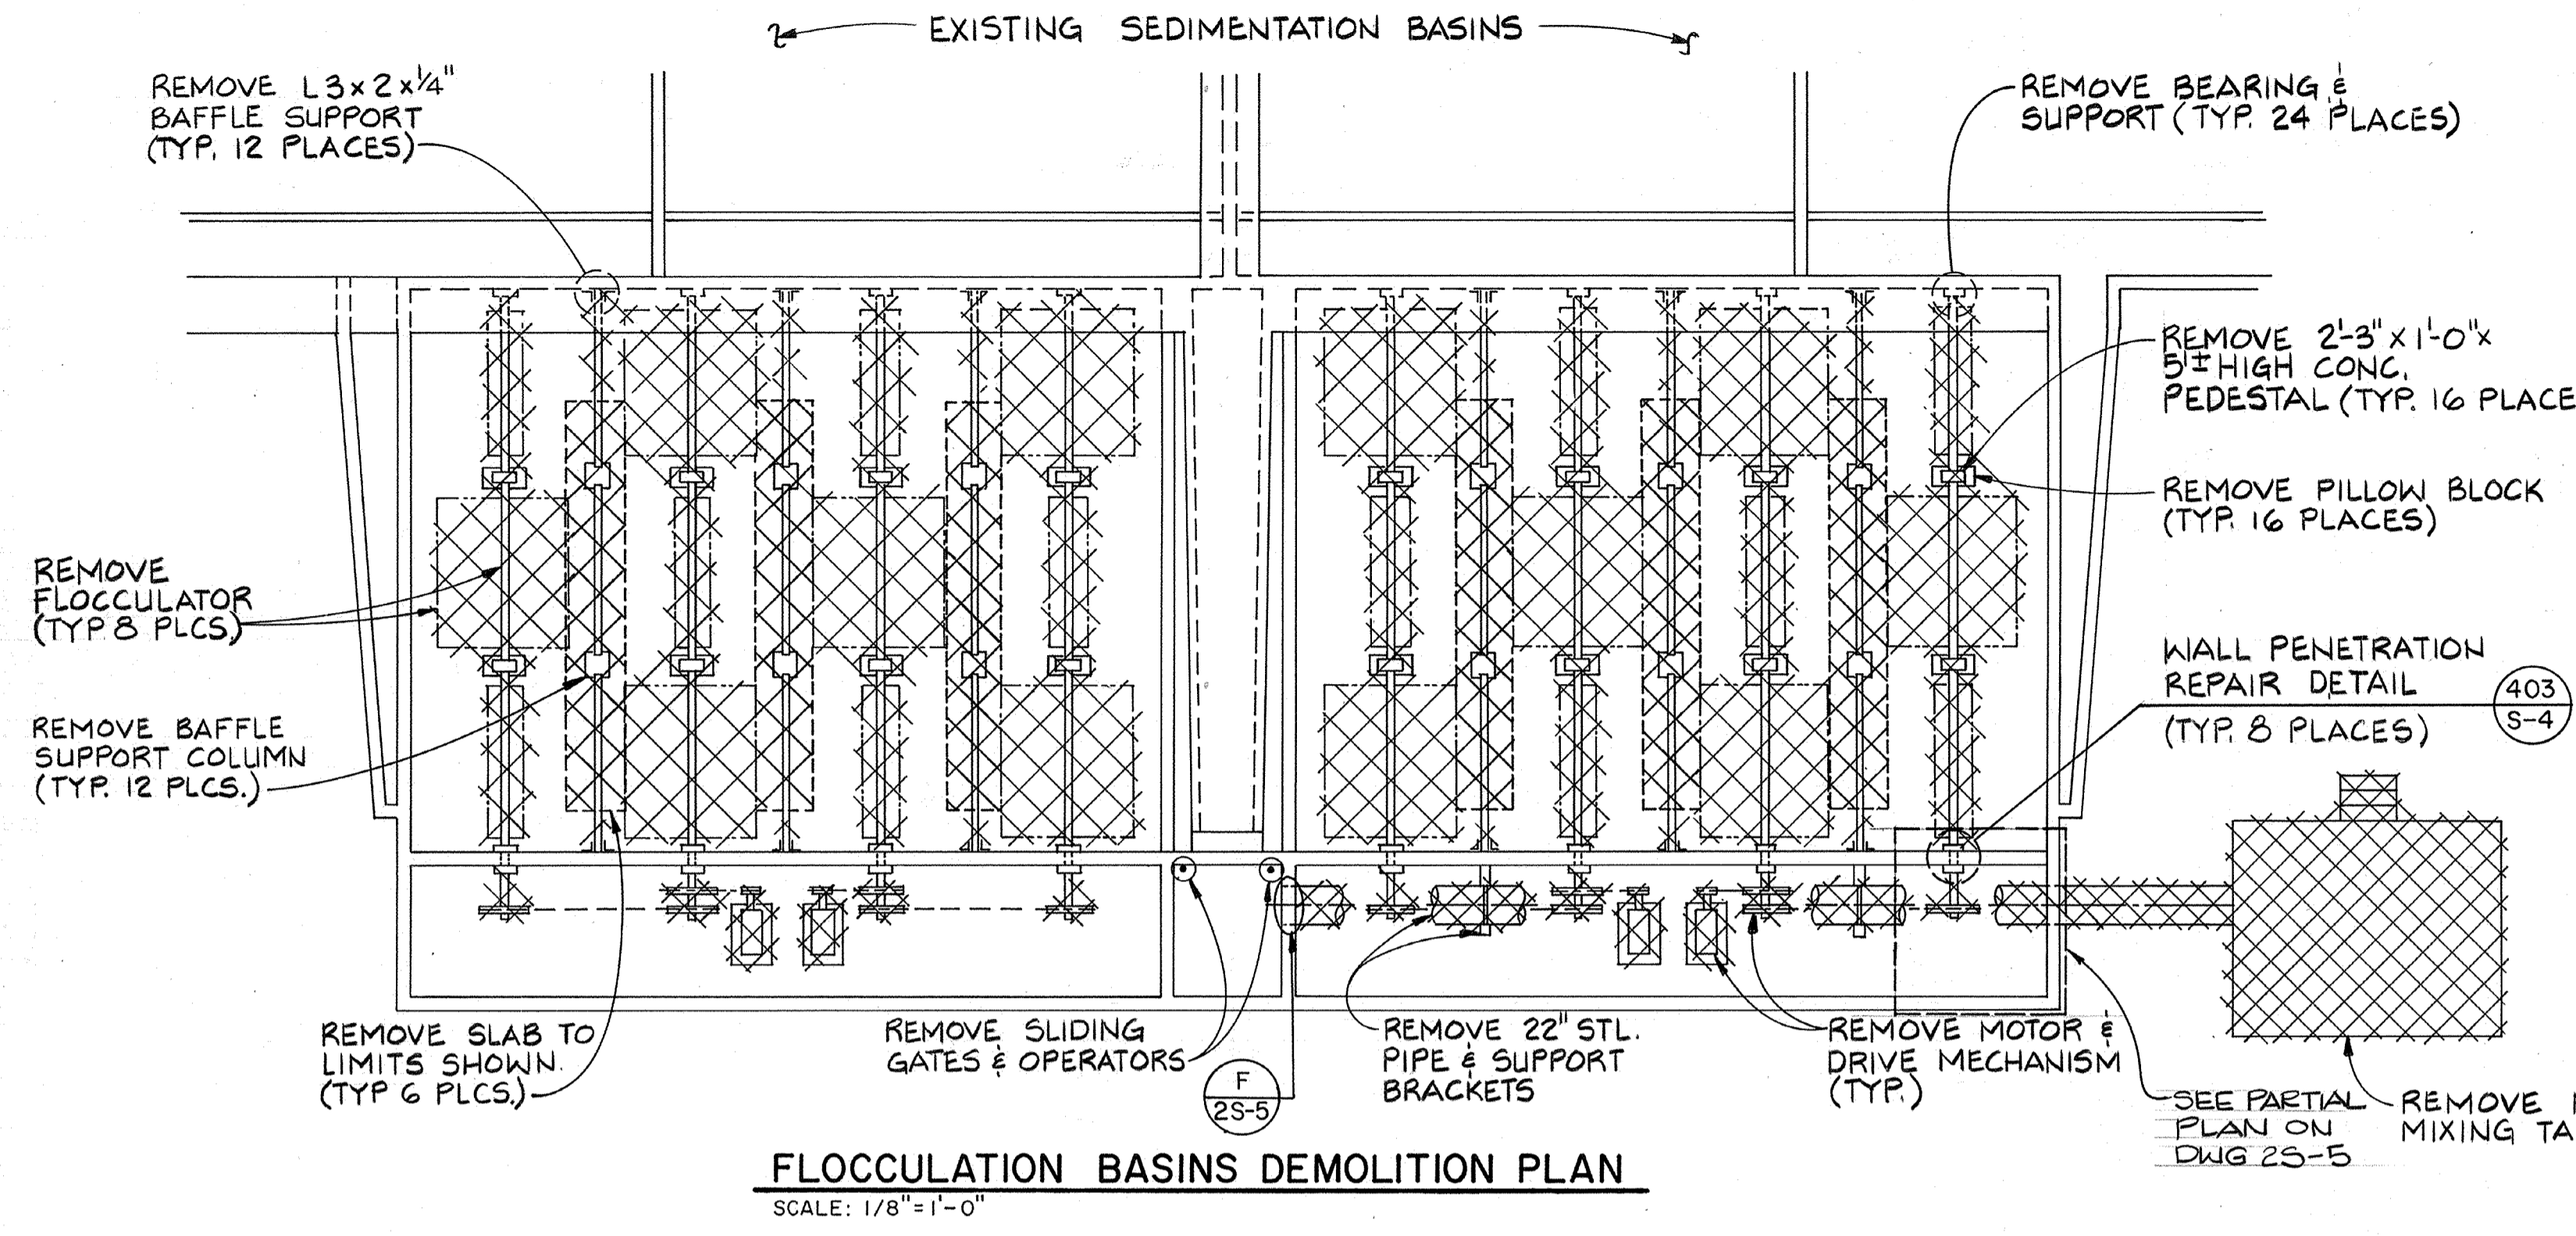 EXISTING SEDIMENTATION BASINS
REMOVE L3x2x1/4"
BAFFLE SUPPORT
(TYP. 12 PLACES)
REMOVE BEARING &
SUPPORT (TYP. 24 PLACES)
REMOVE 2'-3" X 1'-0" X
5'± HIGH CONC.
PEDESTAL (TYP. 16 PLACE
REMOVE PILLOW BLOCK
(TYP. 16 PLACES)
REMOVE
FLOCCULATOR
(TYP 8 PLCS)
WALL PENETRATION
REPAIR DETAIL
(TYP. 8 PLACES)
403
S-4
REMOVE BAFFLE
SUPPORT COLUMN
(TYP. 12 PLCS.)
REMOVE SLAB TO
LIMITS SHOWN.
(TYP 6 PLCS.)
REMOVE SLIDING
GATES & OPERATORS
F
2S-5
REMOVE 22" STL.
PIPE & SUPPORT
BRACKETS
REMOVE MOTOR &
DRIVE MECHANISM
(TYP.)
SEE PARTIAL
PLAN ON
DWG 2S-5
REMOVE
MIXING TA
FLOCCULATION BASINS DEMOLITION PLAN
SCALE: 1/8"=1'-0"